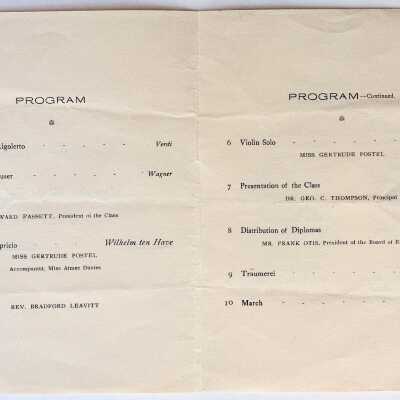 PROGRAM
Rigoletto - - - - - Verdi
user - - - - - Wagner
WARD FASSETT, President of the Class
pricio Wilhelm ten Have
MISS GERTRUDE POSTEL
Accompanist, Miss Aimee Davies
REV. BRADFORD LEAVITT
PROGRAM—Continued.
6 Violin Solo - - - - -
MISS GERTRUDE POSTEL
7 Presentation of the Class
DR. GEO. C. THOMPSON, Principal
8 Distribution of Diplomas
MR. FRANK OTIS, President of the Board of E
9 Traumerei - - - - -
10 March - - - - - -